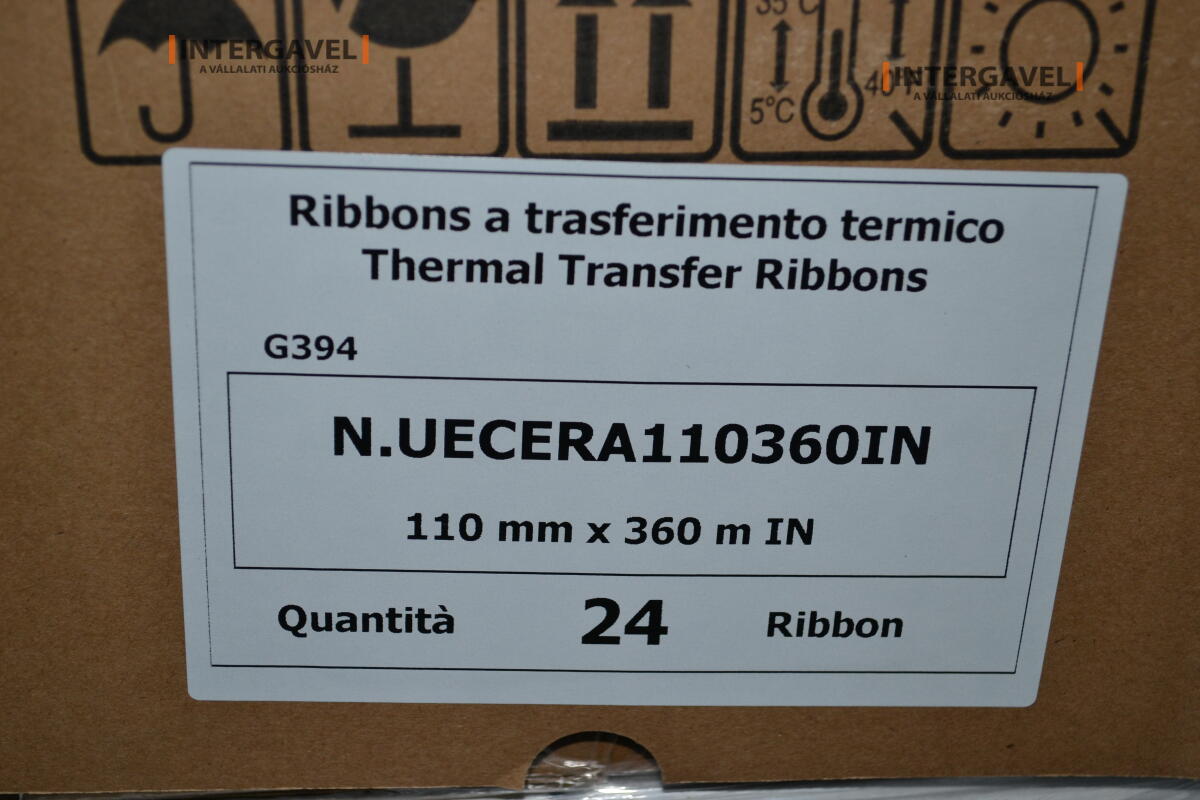 INTERGAVEL
A VÁLLALATI AUKCIÓSHÁZ
35°C
5°C
INTERGAVEL
A VÁLLALATI AUKCIÓSHÁZ
Ribbons a trasferimento termico
Thermal Transfer Ribbons
G394
N.UECERA110360IN
110 mm x 360 m IN
Quantità 24 Ribbon